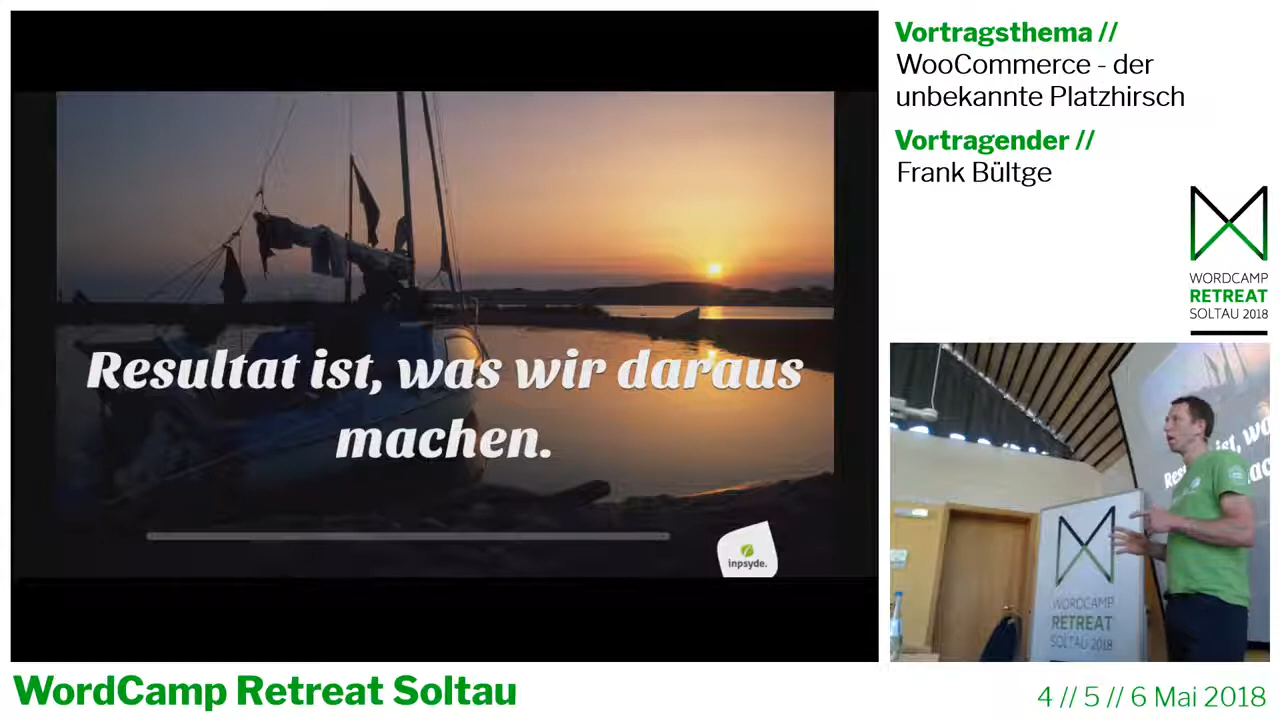 Vortragsthema //
WooCommerce - der
unbekannte Platzhirsch
Vortragender //
Frank Bültge
WORDCAMP
RETREAT
SOLTAU 2018
Resultat ist, was wir daraus
machen.
inpsyde.
WORDCAMP
RETREAT
SOLTAU 2018
WordCamp Retreat Soltau
4 // 5 // 6 Mai 2018